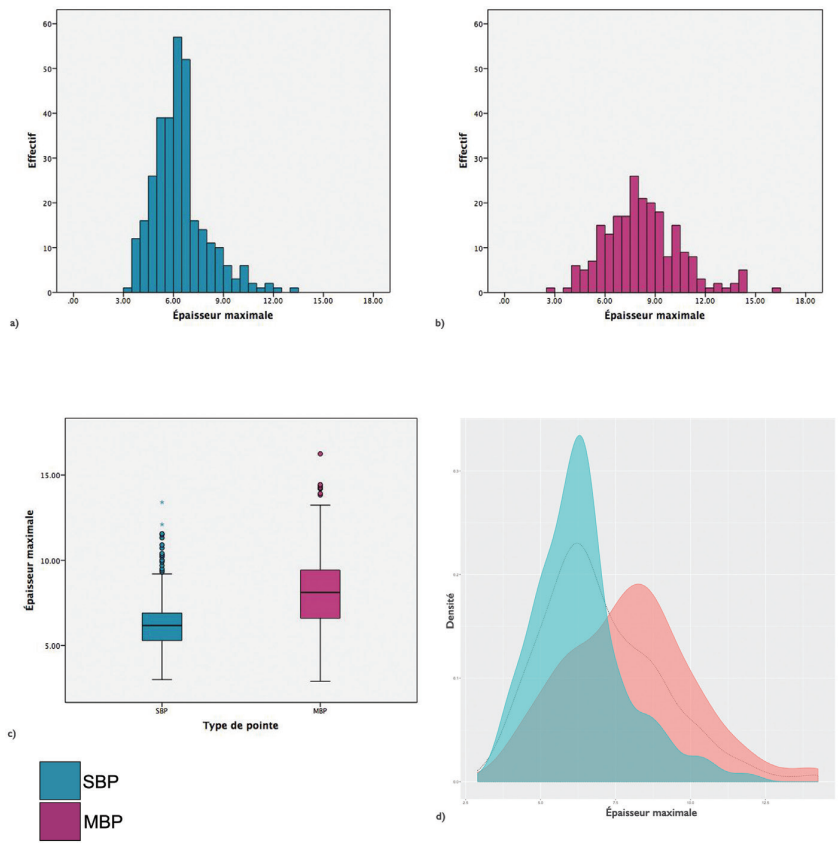 60
50
40
30
20
10
0
Effectif
.00 3.00 6.00 9.00 12.00 15.00 18.00
Épaisseur maximale
a)
60
50
40
30
20
10
0
Effectif
.00 3.00 6.00 9.00 12.00 15.00 18.00
Épaisseur maximale
b)
15.00
10.00
5.00
Épaisseur maximale
SBP MBP
Type de pointe
c)
SBP
MBP
Densité
7.5
Épaisseur maximale
d)